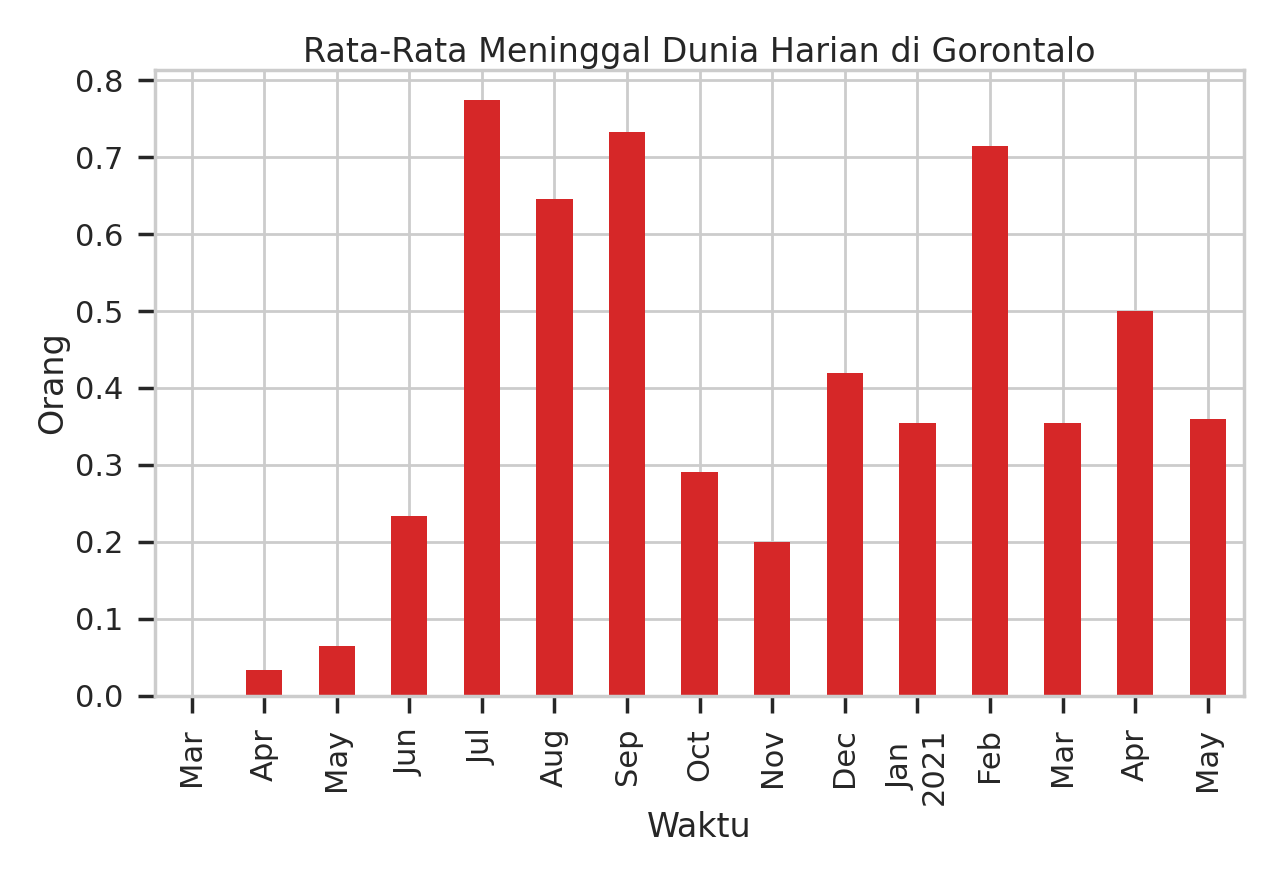 Rata-Rata Meninggal Dunia Harian di Gorontalo
0.8
0.7
0.6
0.5
0.4
0.3
0.2
0.1
0.0
Orang
Mar
Apr
May
Jun
Jul
Aug
Sep
Oct
Nov
Dec
Jan
2021
Feb
Mar
Apr
May
Waktu